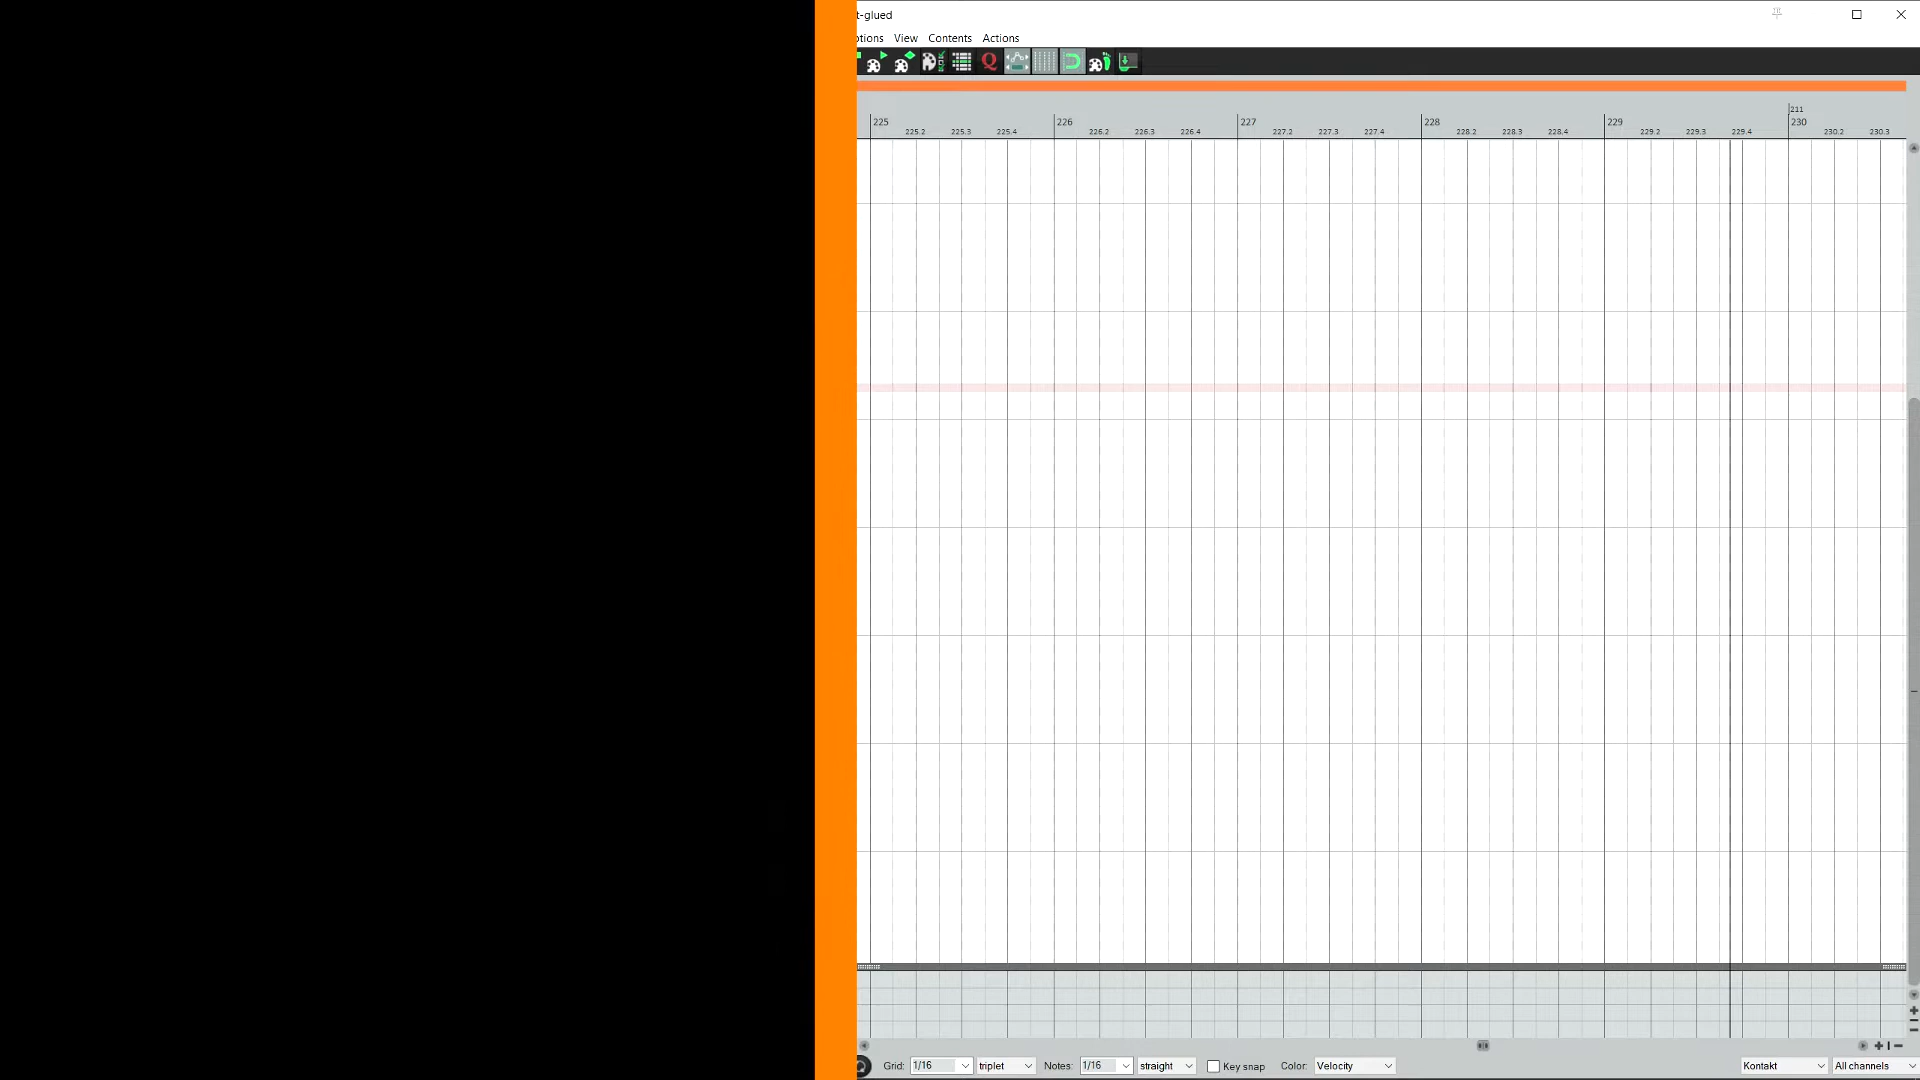 t-glued
ptions View Contents Actions
Q
211
225 226 227 228 229 230
225.2 225.3 225.4 226.2 226.3 226.4 227.2 227.3 227.4 228.2 228.3 228.4 229.2 229.3 229.4 230.2 230.3
Grid: 1/16 triplet Notes: 1/16 straight Key snap Color: Velocity Kontakt All channels